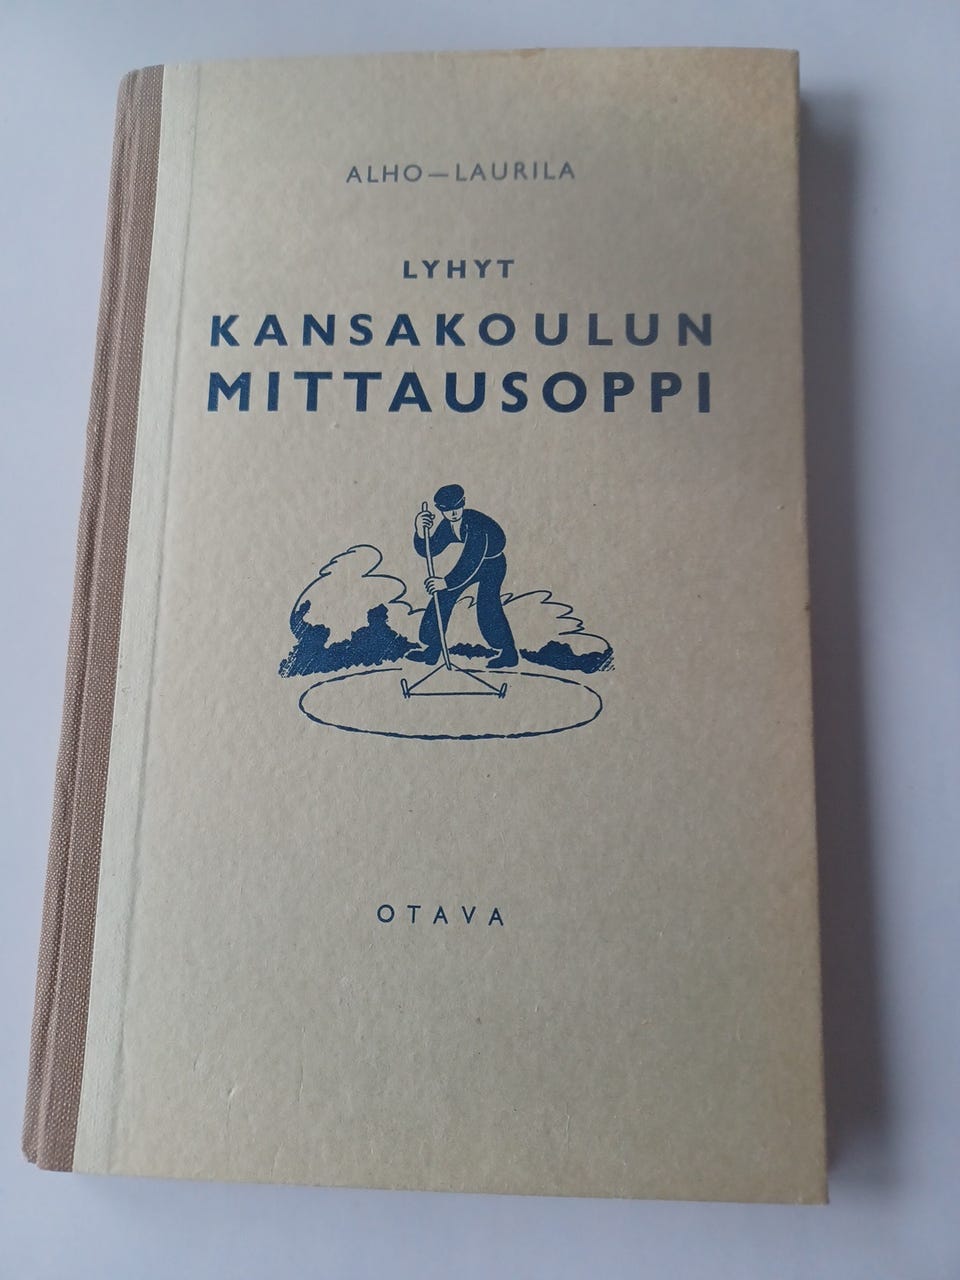 ALHO—LAURILA
LYHYT
KANSAKOULUN
MITTAUSOPPI
OTAVA